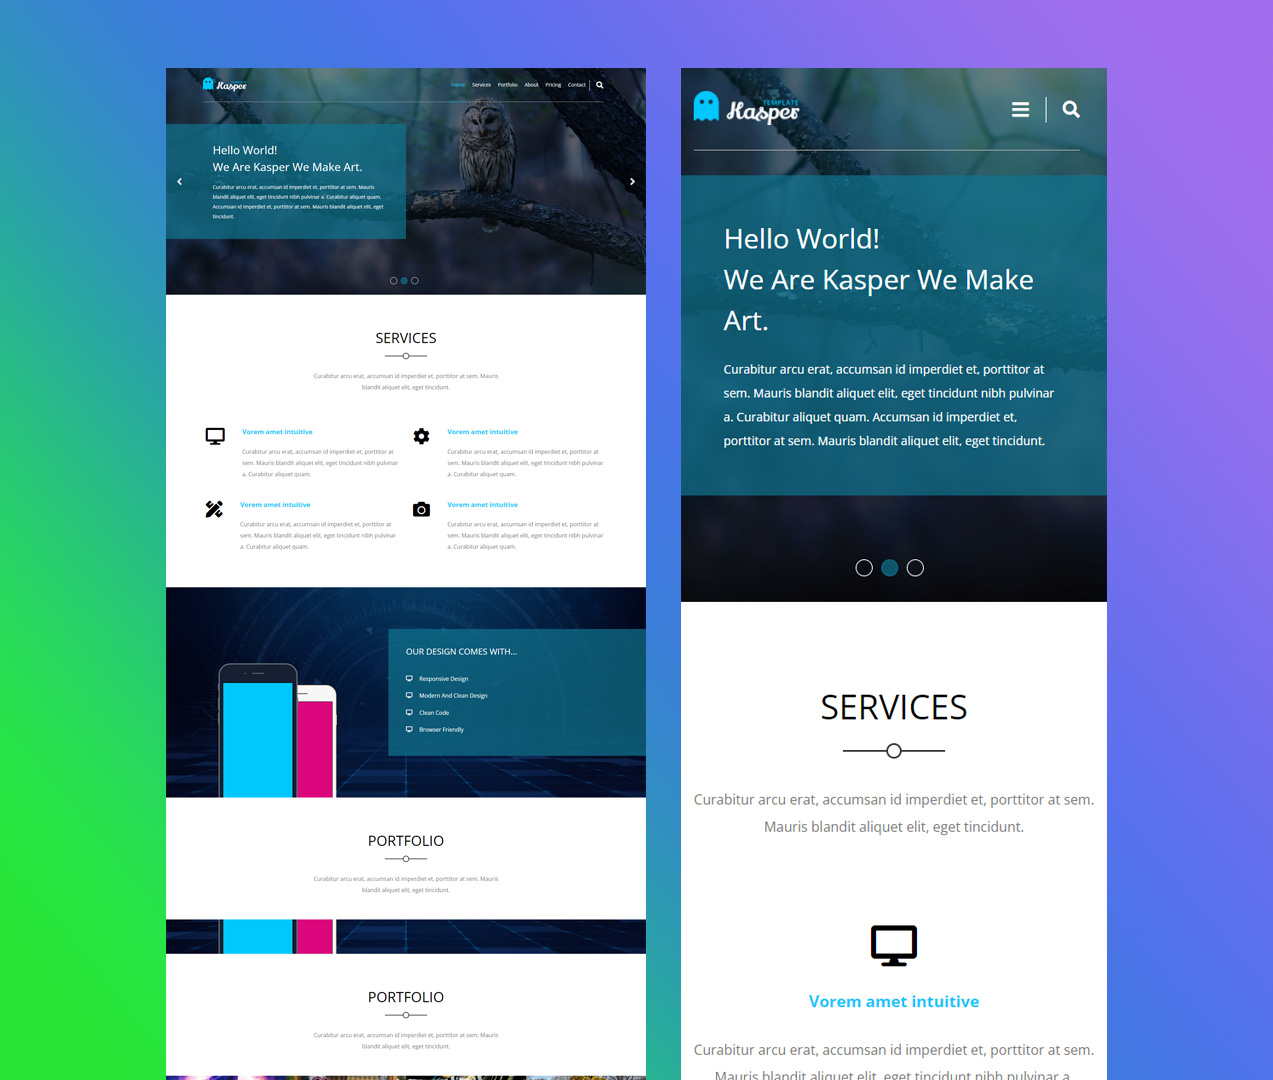 TEMPLATE
Kasper
Home Services Portfolio About Pricing Contact
Hello World!
We Are Kasper We Make Art.
Curabitur arcu erat, accumsan id imperdiet et, porttitor at sem. Mauris
blandit aliquet elit, eget tincidunt nibh pulvinar a. Curabitur aliquet quam.
Accumsan id imperdiet et, porttitor at sem. Mauris blandit aliquet elit, eget
tincidunt.
SERVICES
Curabitur arcu erat, accumsan id imperdiet et, porttitor at sem. Mauris
blandit aliquet elit, eget tincidunt.
Vorem amet intuitive
Curabitur arcu erat, accumsan id imperdiet et, porttitor at
sem. Mauris blandit aliquet elit, eget tincidunt nibh pulvinar
a. Curabitur aliquet quam.
Vorem amet intuitive
Curabitur arcu erat, accumsan id imperdiet et, porttitor at
sem. Mauris blandit aliquet elit, eget tincidunt nibh pulvinar
a. Curabitur aliquet quam.
Vorem amet intuitive
Curabitur arcu erat, accumsan id imperdiet et, porttitor at
sem. Mauris blandit aliquet elit, eget tincidunt nibh pulvinar
a. Curabitur aliquet quam.
Vorem amet intuitive
Curabitur arcu erat, accumsan id imperdiet et, porttitor at
sem. Mauris blandit aliquet elit, eget tincidunt nibh pulvinar
a. Curabitur aliquet quam.
OUR DESIGN COMES WITH...
Responsive Design
Modern And Clean Design
Clean Code
Browser Friendly
PORTFOLIO
Curabitur arcu erat, accumsan id imperdiet et, porttitor at sem. Mauris
blandit aliquet elit, eget tincidunt.
PORTFOLIO
Curabitur arcu erat, accumsan id imperdiet et, porttitor at sem. Mauris
blandit aliquet elit, eget tincidunt.
TEMPLATE
Kasper
Hello World!
We Are Kasper We Make
Art.
Curabitur arcu erat, accumsan id imperdiet et, porttitor at
sem. Mauris blandit aliquet elit, eget tincidunt nibh pulvinar
a. Curabitur aliquet quam. Accumsan id imperdiet et,
porttitor at sem. Mauris blandit aliquet elit, eget tincidunt.
SERVICES
Curabitur arcu erat, accumsan id imperdiet et, porttitor at sem.
Mauris blandit aliquet elit, eget tincidunt.
Vorem amet intuitive
Curabitur arcu erat, accumsan id imperdiet et, porttitor at sem.
Mauris blandit aliquet elit, eget tincidunt nibh pulvinar a.